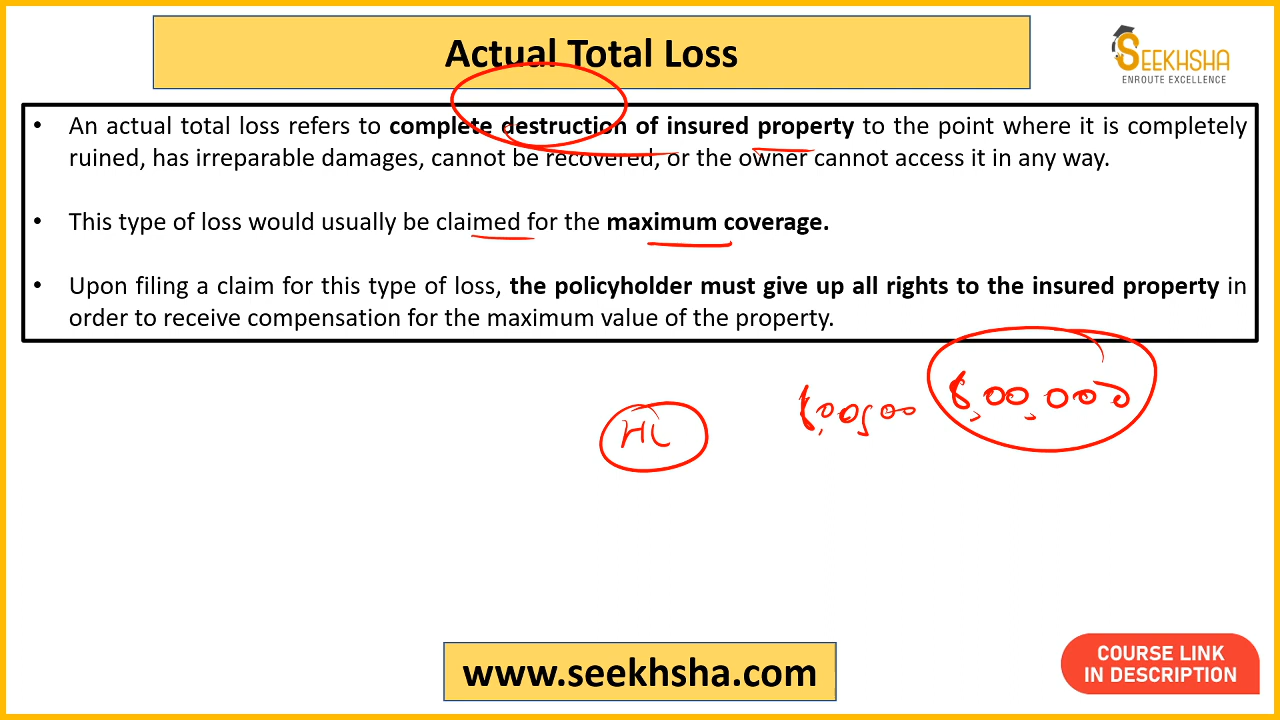 Actual Total Loss
SEEKHSHA
ENROUTE EXCELLENCE
• An actual total loss refers to complete destruction of insured property to the point where it is completely
ruined, has irreparable damages, cannot be recovered, or the owner cannot access it in any way.
• This type of loss would usually be claimed for the maximum coverage.
• Upon filing a claim for this type of loss, the policyholder must give up all rights to the insured property in
order to receive compensation for the maximum value of the property.
www.seekhsha.com
COURSE LINK
IN DESCRIPTION